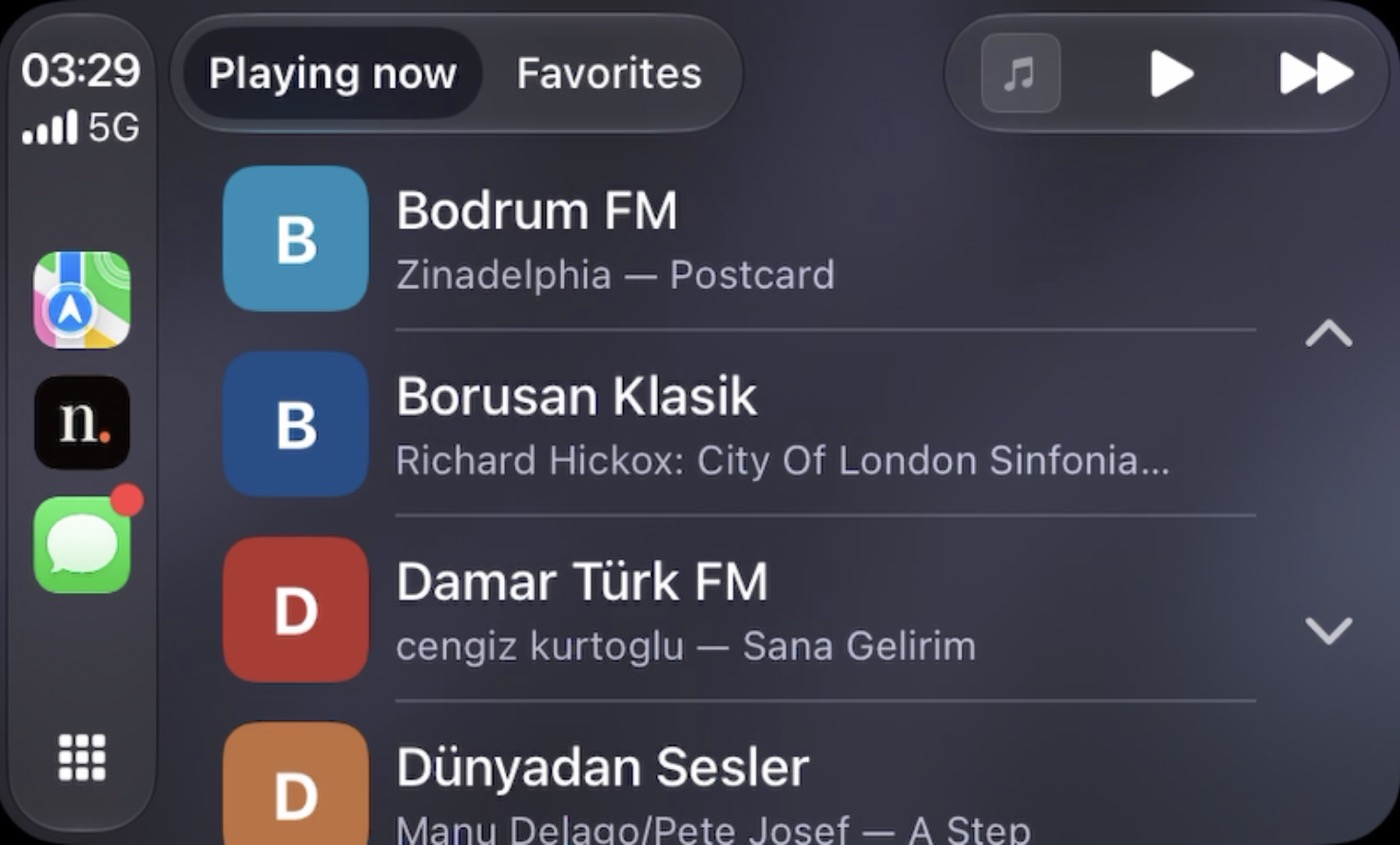 03:29
5G
Playing now
Favorites
B
Bodrum FM
Zinadelphia — Postcard
B
Borusan Klasik
Richard Hickox: City Of London Sinfonia...
n.
D
Damar Türk FM
cengiz kurtoglu — Sana Gelirim
D
Dünyadan Sesler
Manu Delago/Pete Josef — A Step